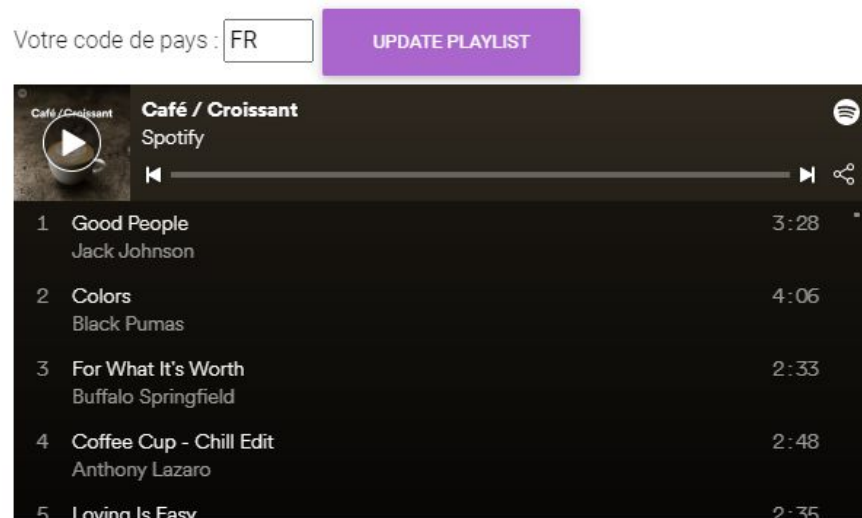 Votre code de pays : FR
UPDATE PLAYLIST
Café / Croissant
Café / Croissant
Spotify
1 Good People 3:28
Jack Johnson
2 Colors 4:06
Black Pumas
3 For What It's Worth 2:33
Buffalo Springfield
4 Coffee Cup - Chill Edit 2:48
Anthony Lazaro
5 Loving Is Easy 2:35